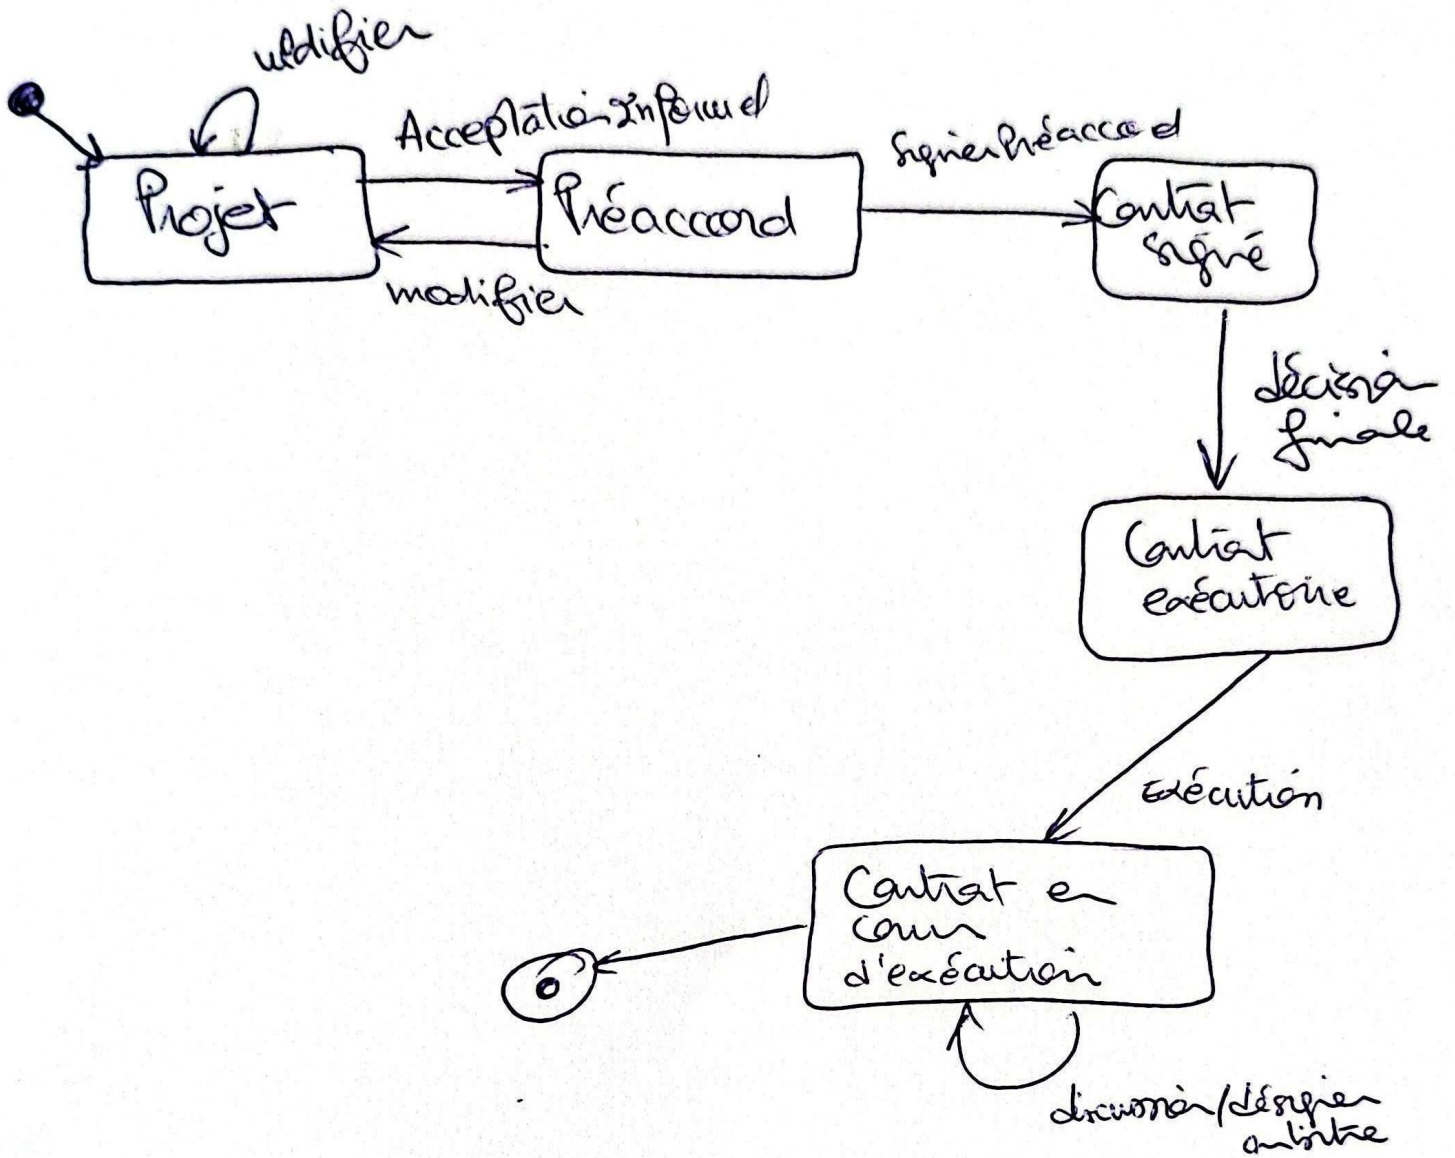 modifier
Acceptation Informel
Signer Préaccord
Projet
Préaccord
Contrat
signé
modifier
décision
finale
Contrat
exécutoire
Exécution
Contrat en
cours
d'exécution
discussion/désigner
arbitre